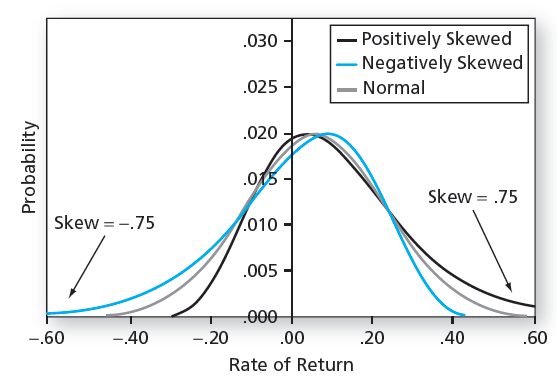 .030
Positively Skewed
Negatively Skewed
Normal
.025
.020
.015
.010
.005
.000
Probability
Skew = –.75
Skew = .75
–.60 –.40 –.20 .00 .20 .40 .60
Rate of Return